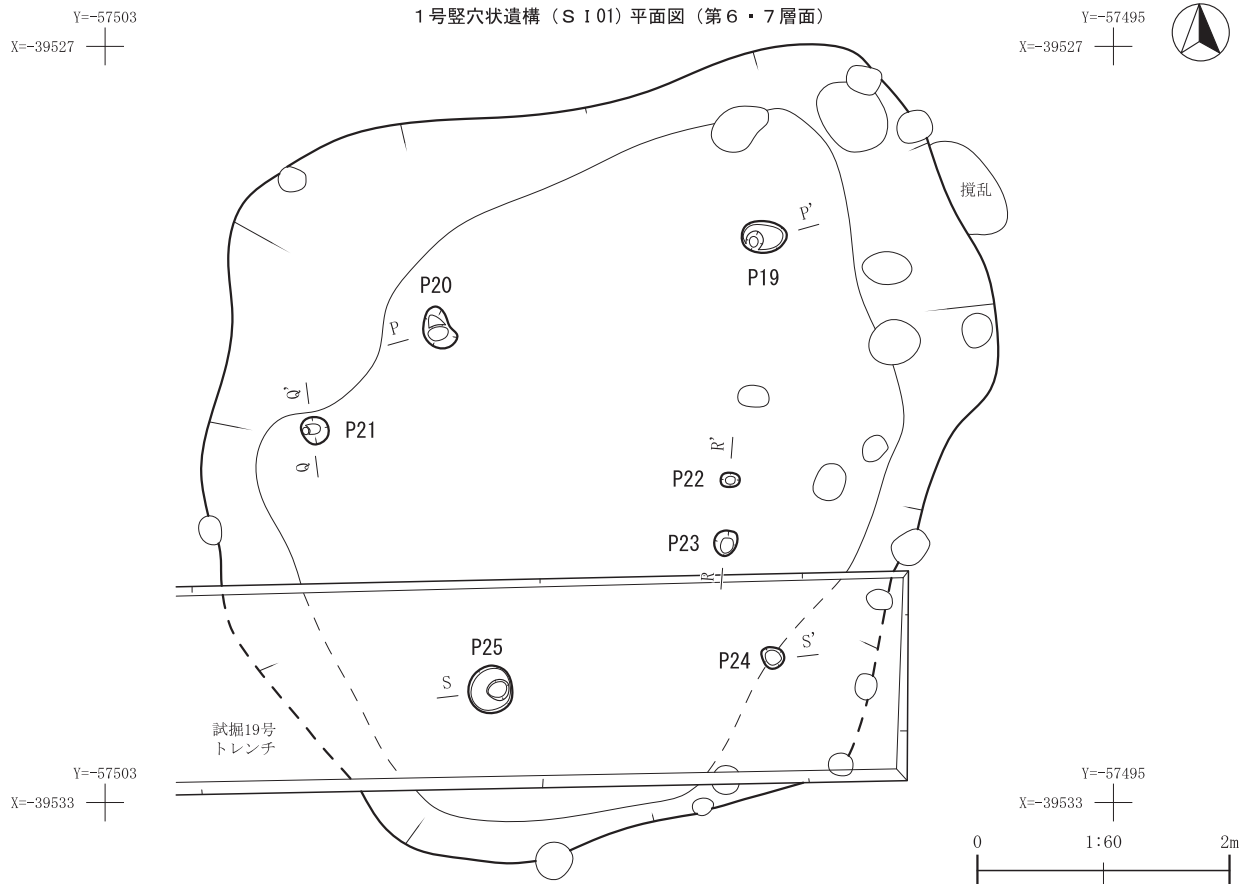 1号竪穴状遺構（ＳＩ01）平面図（第６・７層面）
Y=-57503
X=-39527
Y=-57495
X=-39527
撹乱
P'
P19
P20
P
Q'
P21
Q
R'
P22
P23
R
P25
S
P24
S'
試掘19号
トレンチ
Y=-57503
X=-39533
Y=-57495
X=-39533
0
1:60
2m